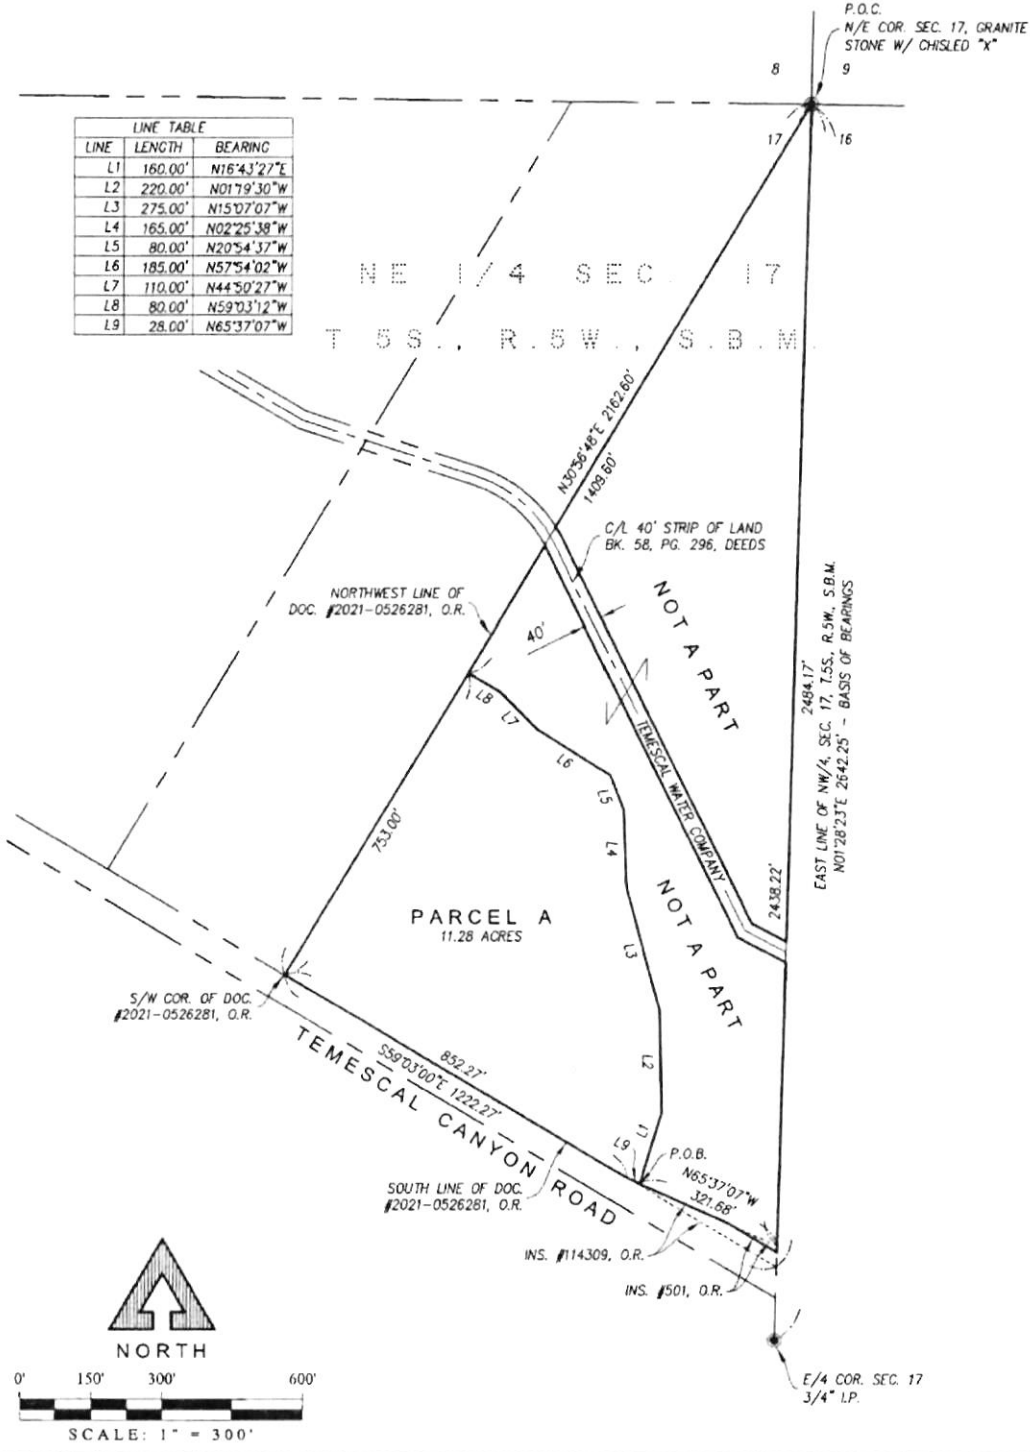 P.O.C.
N/E COR. SEC. 17, GRANITE
STONE W/ CHISLED "X"
8
9
17
16
LINE TABLE
LINE LENGTH BEARING
L1 160.00' N16°43'27"E
L2 220.00' N01°19'30"W
L3 275.00' N15°07'07"W
L4 165.00' N02°25'38"W
L5 80.00' N20°54'37"W
L6 185.00' N57°54'02"W
L7 110.00' N44°50'27"W
L8 80.00' N59°03'12"W
L9 28.00' N65°37'07"W
NE 1/4 SEC. 17
T.5S., R.5W., S.B.M.
N30°56'48"E 2162.60'
1409.60'
C/L 40' STRIP OF LAND
BK. 58, PG. 296, DEEDS
NORTHWEST LINE OF
DOC. #2021-0526281, O.R.
40'
NOT A PART
2484.17'
EAST LINE OF NW/4, SEC. 17, T.5S., R.5W., S.B.M.
N01°28'23"E 2642.25' - BASIS OF BEARINGS
L8
L7
L6
L5
L4
TEMESCAL WATER COMPANY
753.00'
2438.22'
PARCEL A
11.28 ACRES
NOT A PART
L3
S/W COR. OF DOC.
#2021-0526281, O.R.
TEMESCAL CANYON ROAD
852.27'
S59°03'00"E 1222.27'
L2
L1
L9
P.O.B.
N65°37'07"W
321.68'
SOUTH LINE OF DOC.
#2021-0526281, O.R.
INS. #114309, O.R.
INS. #501, O.R.
NORTH
0' 150' 300' 600'
SCALE: 1" = 300'
E/4 COR. SEC. 17
3/4" I.P.